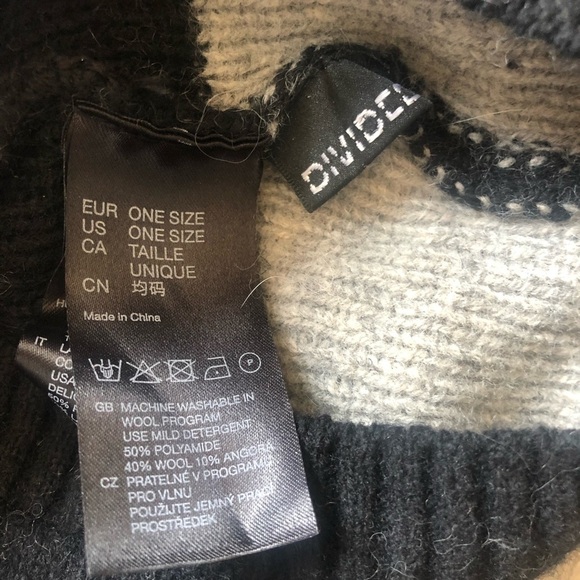 DIVIDED
EUR ONE SIZE
US ONE SIZE
CA TAILLE
UNIQUE
CN 均码
Made in China
P
GB MACHINE WASHABLE IN
WOOL PROGRAM
USE MILD DETERGENT
50% POLYAMIDE
40% WOOL 10% ANGORA
CZ PRATELNÉ V PROGRAMU
PRO VLNU
POUŽIJTE JEMNÝ PRACÍ
PROSTŘEDEK
IT
USA